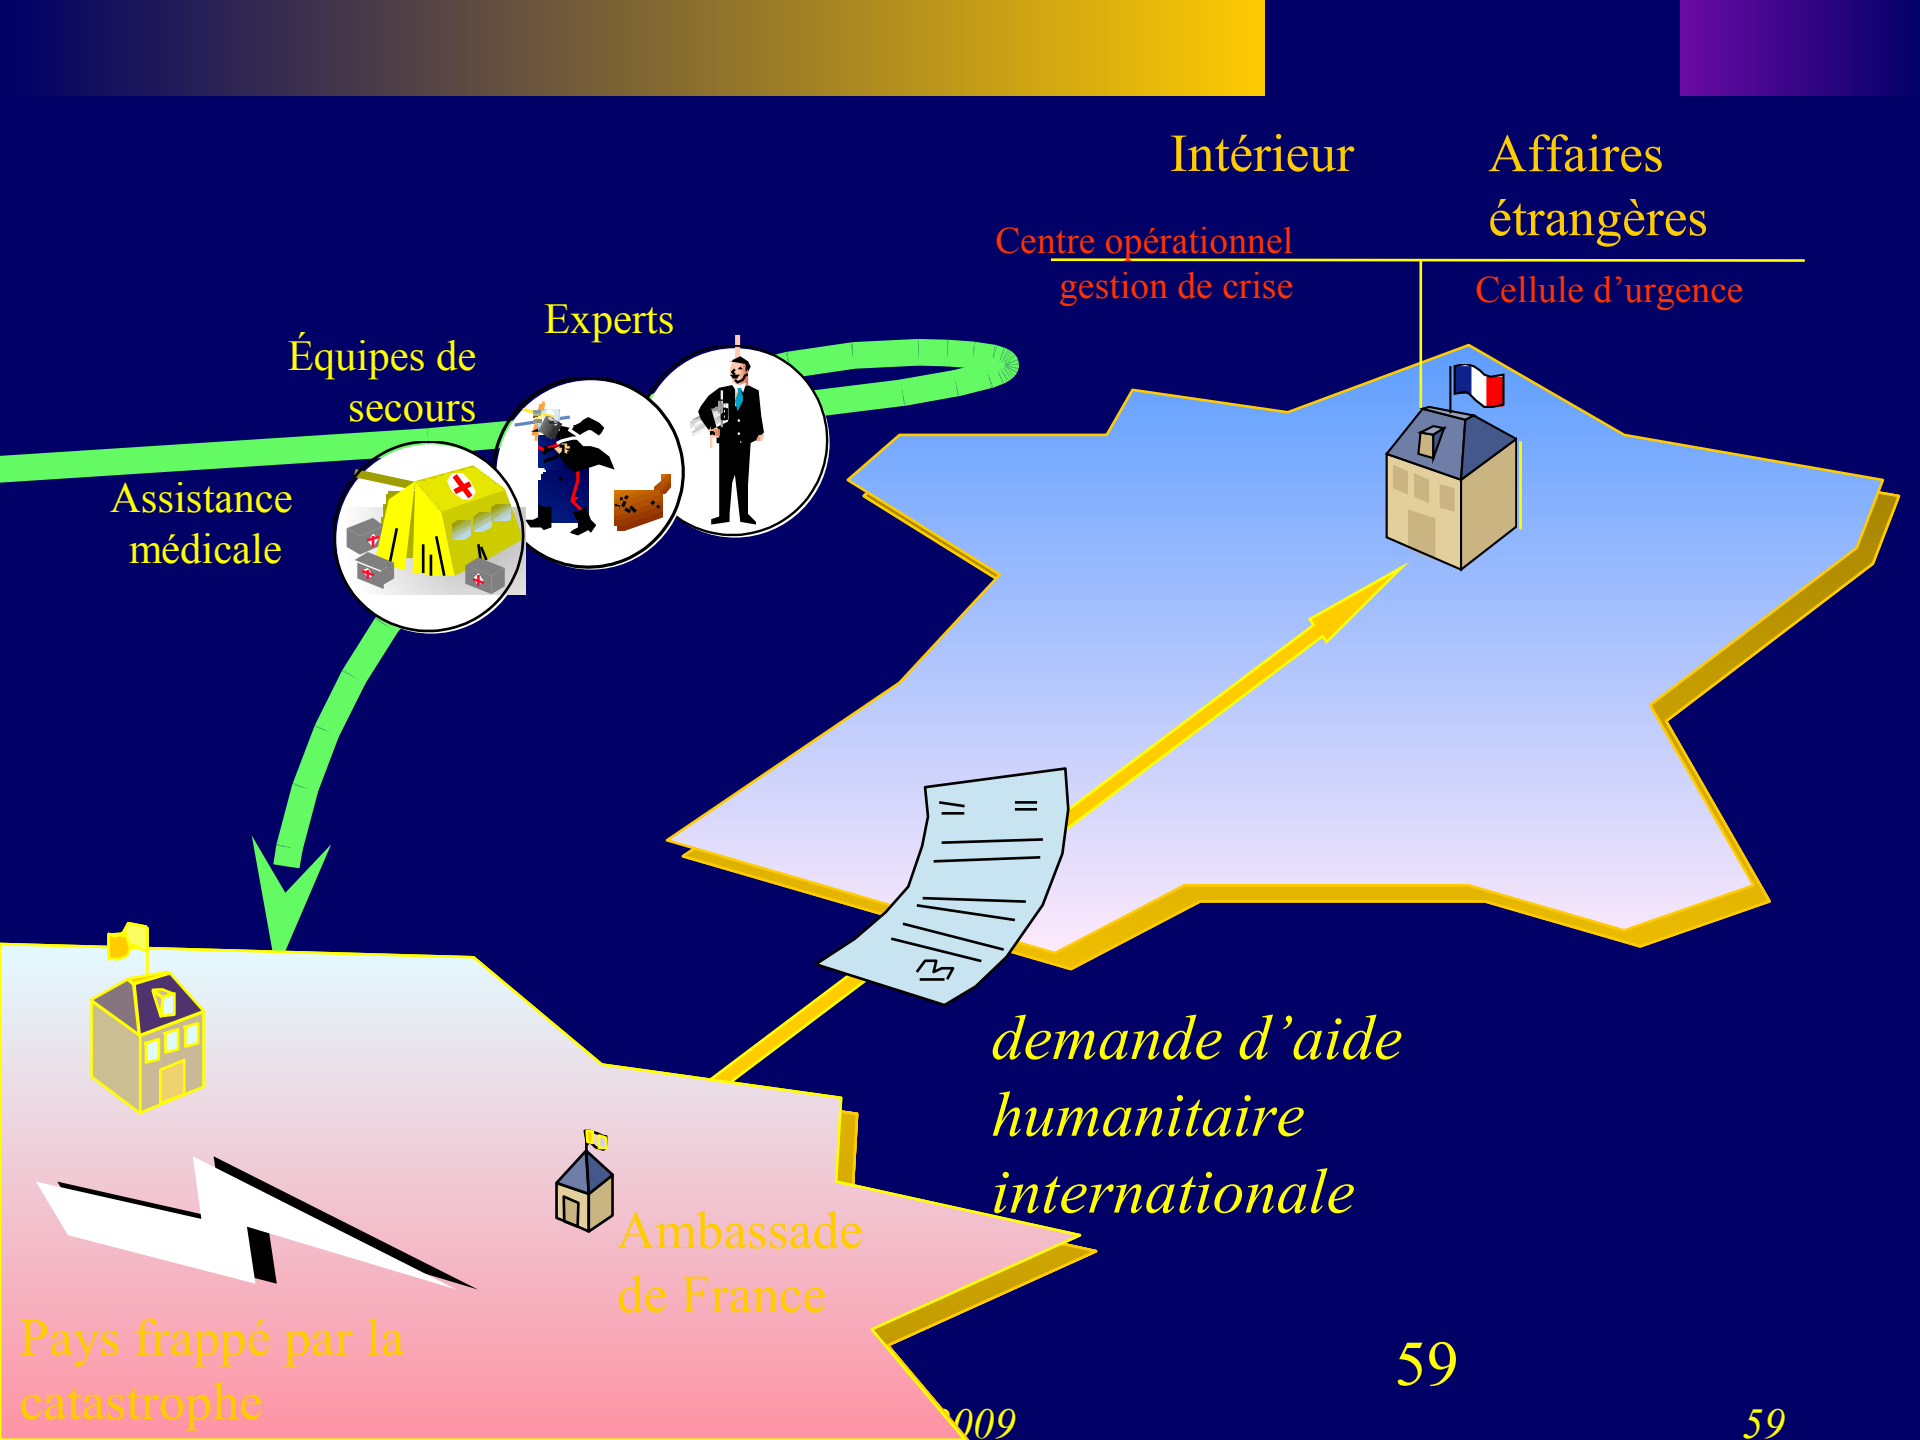 Intérieur
Affaires
étrangères
Centre opérationnel
gestion de crise
Cellule d’urgence
Experts
Équipes de
secours
Assistance
médicale
demande d’aide
humanitaire
internationale
Ambassade
de France
Pays frappé par la
catastrophe
59
59